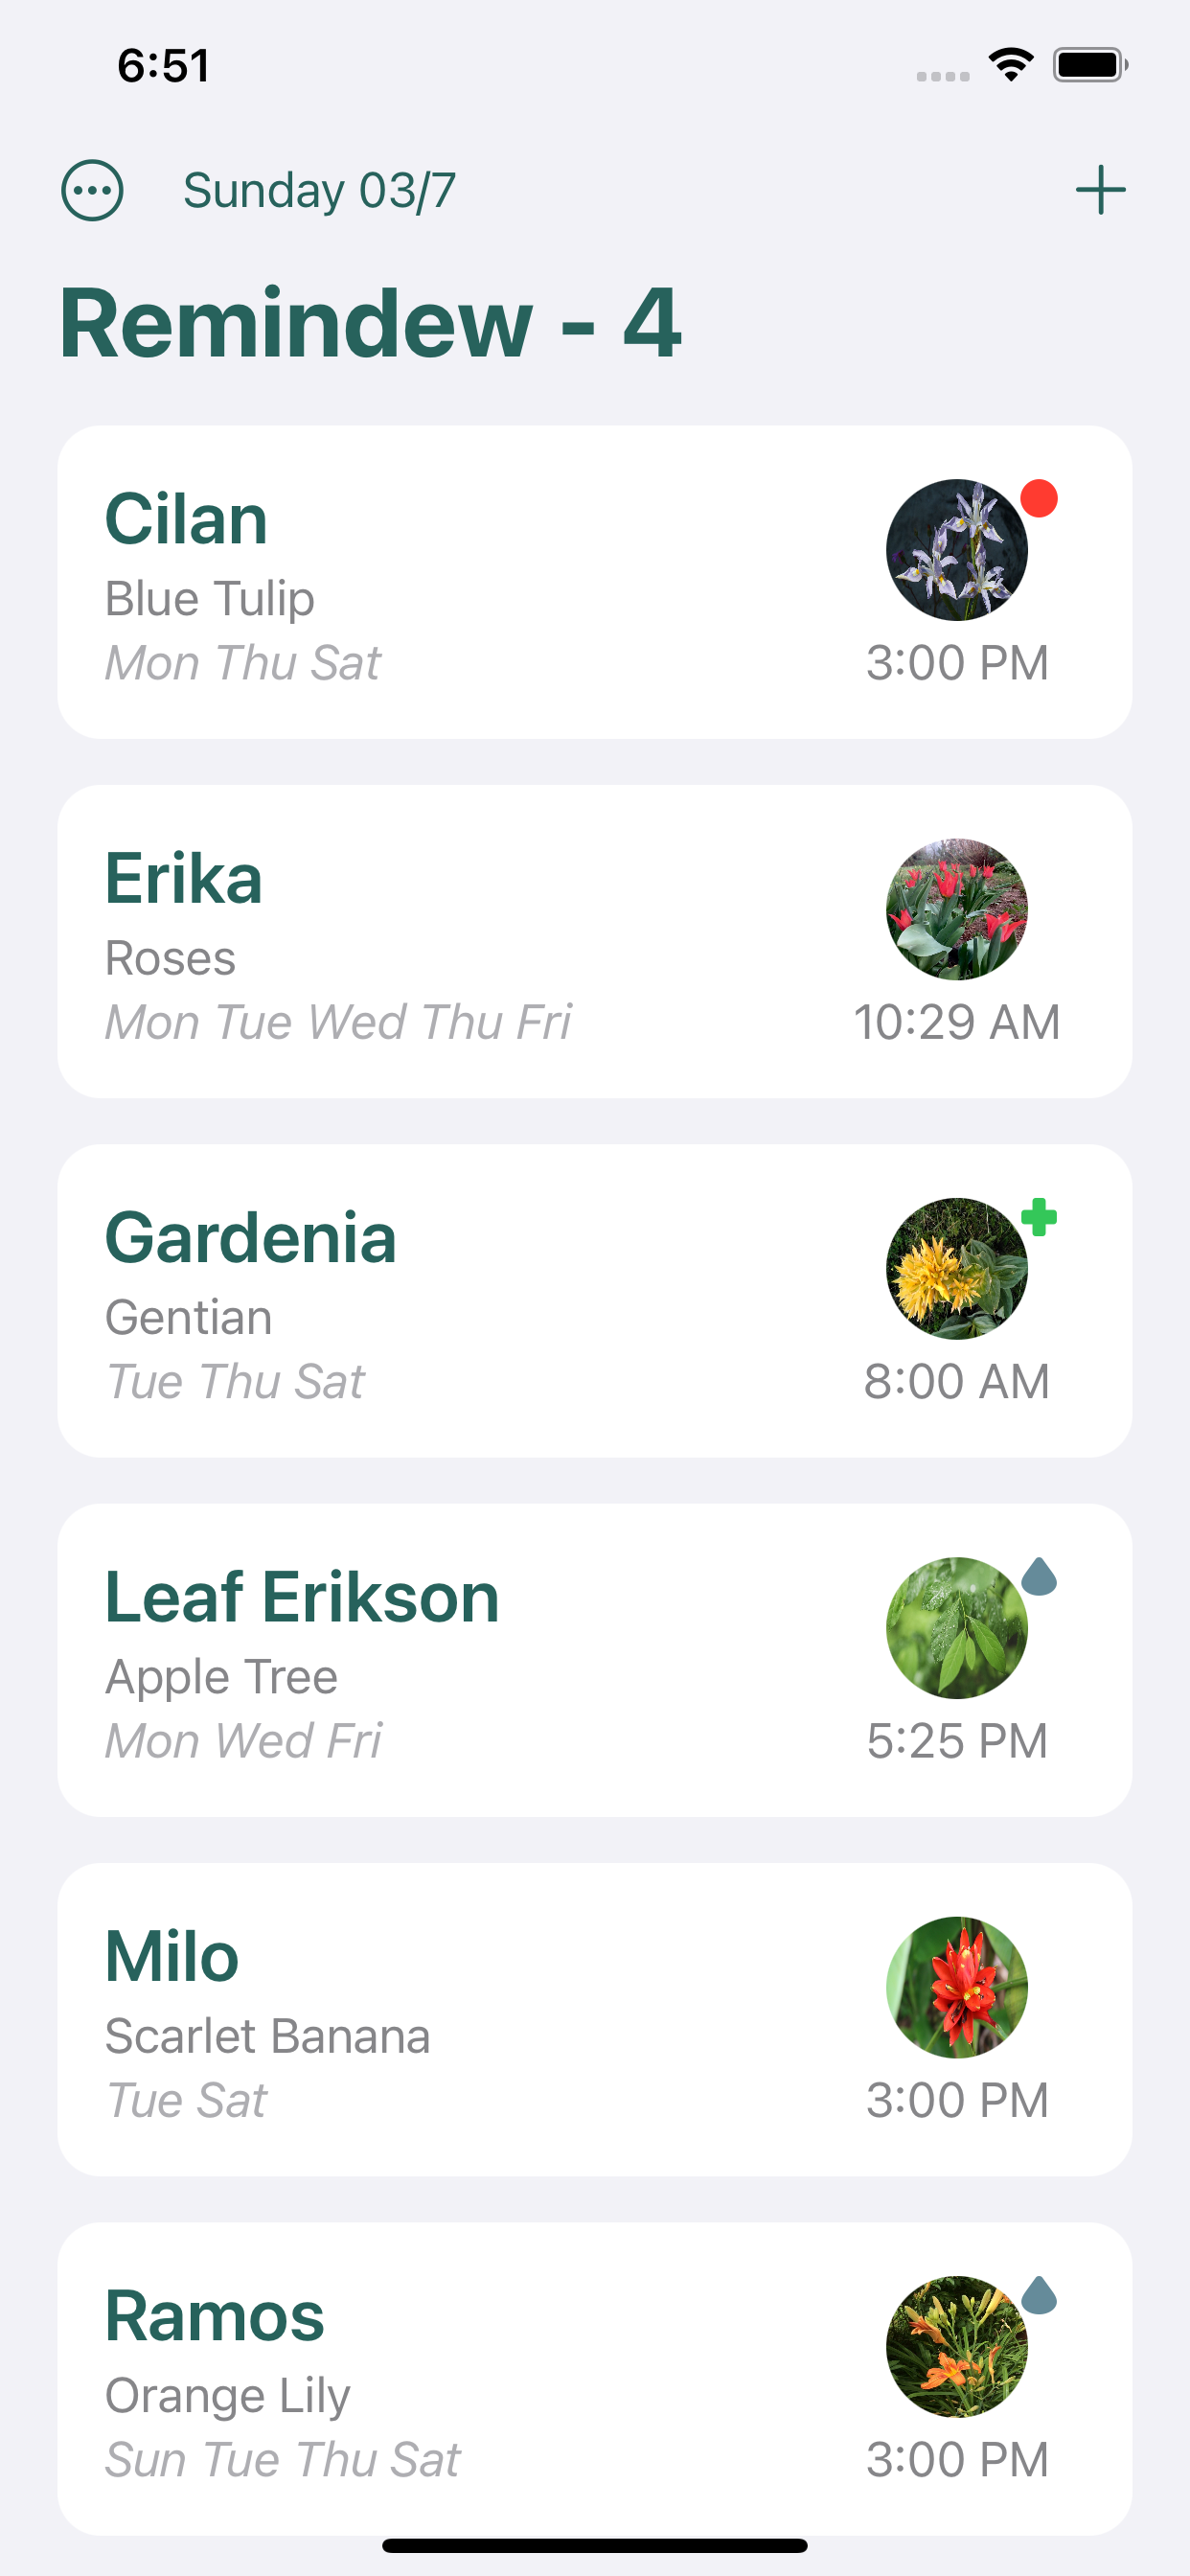 6:51
Sunday 03/7
Remindew - 4
Cilan
Blue Tulip
Mon Thu Sat
3:00 PM
Erika
Roses
Mon Tue Wed Thu Fri
10:29 AM
Gardenia
Gentian
Tue Thu Sat
8:00 AM
Leaf Erikson
Apple Tree
Mon Wed Fri
5:25 PM
Milo
Scarlet Banana
Tue Sat
3:00 PM
Ramos
Orange Lily
Sun Tue Thu Sat
3:00 PM